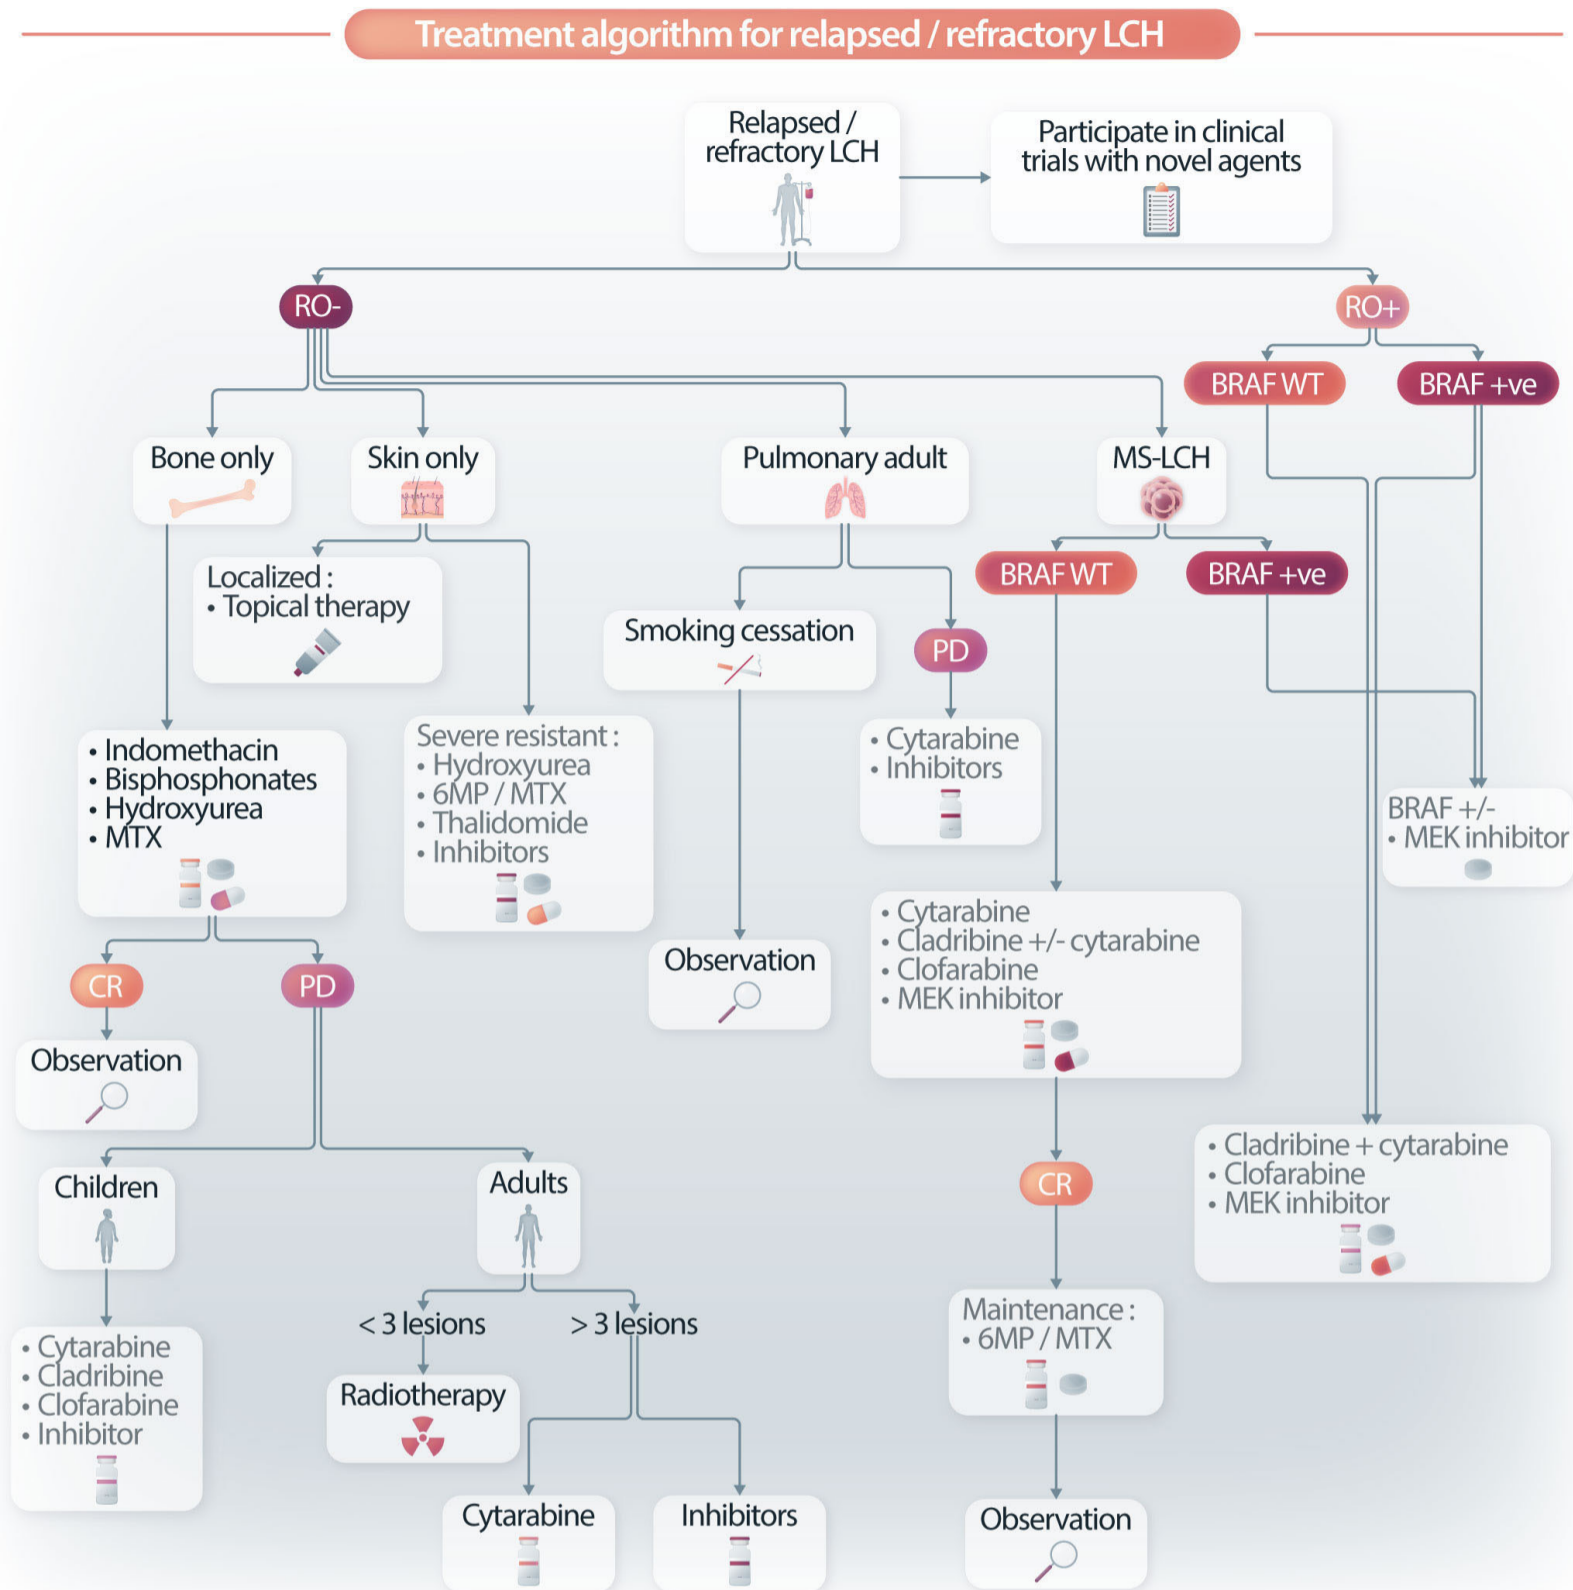 Treatment algorithm for relapsed / refractory LCH
Relapsed /
refractory LCH
Participate in clinical
trials with novel agents
RO-
RO+
BRAF WT
BRAF +ve
Bone only
Skin only
Pulmonary adult
MS-LCH
Localized :
• Topical therapy
BRAF WT
BRAF +ve
Smoking cessation
PD
• Indomethacin
• Bisphosphonates
• Hydroxyurea
• MTX
Severe resistant :
• Hydroxyurea
• 6MP / MTX
• Thalidomide
• Inhibitors
• Cytarabine
• Inhibitors
BRAF +/-
• MEK inhibitor
• Cytarabine
• Cladribine +/- cytarabine
• Clofarabine
• MEK inhibitor
Observation
CR
PD
Observation
• Cladribine + cytarabine
• Clofarabine
• MEK inhibitor
Children
Adults
CR
< 3 lesions
> 3 lesions
Maintenance :
• 6MP / MTX
• Cytarabine
• Cladribine
• Clofarabine
• Inhibitor
Radiotherapy
Cytarabine
Inhibitors
Observation